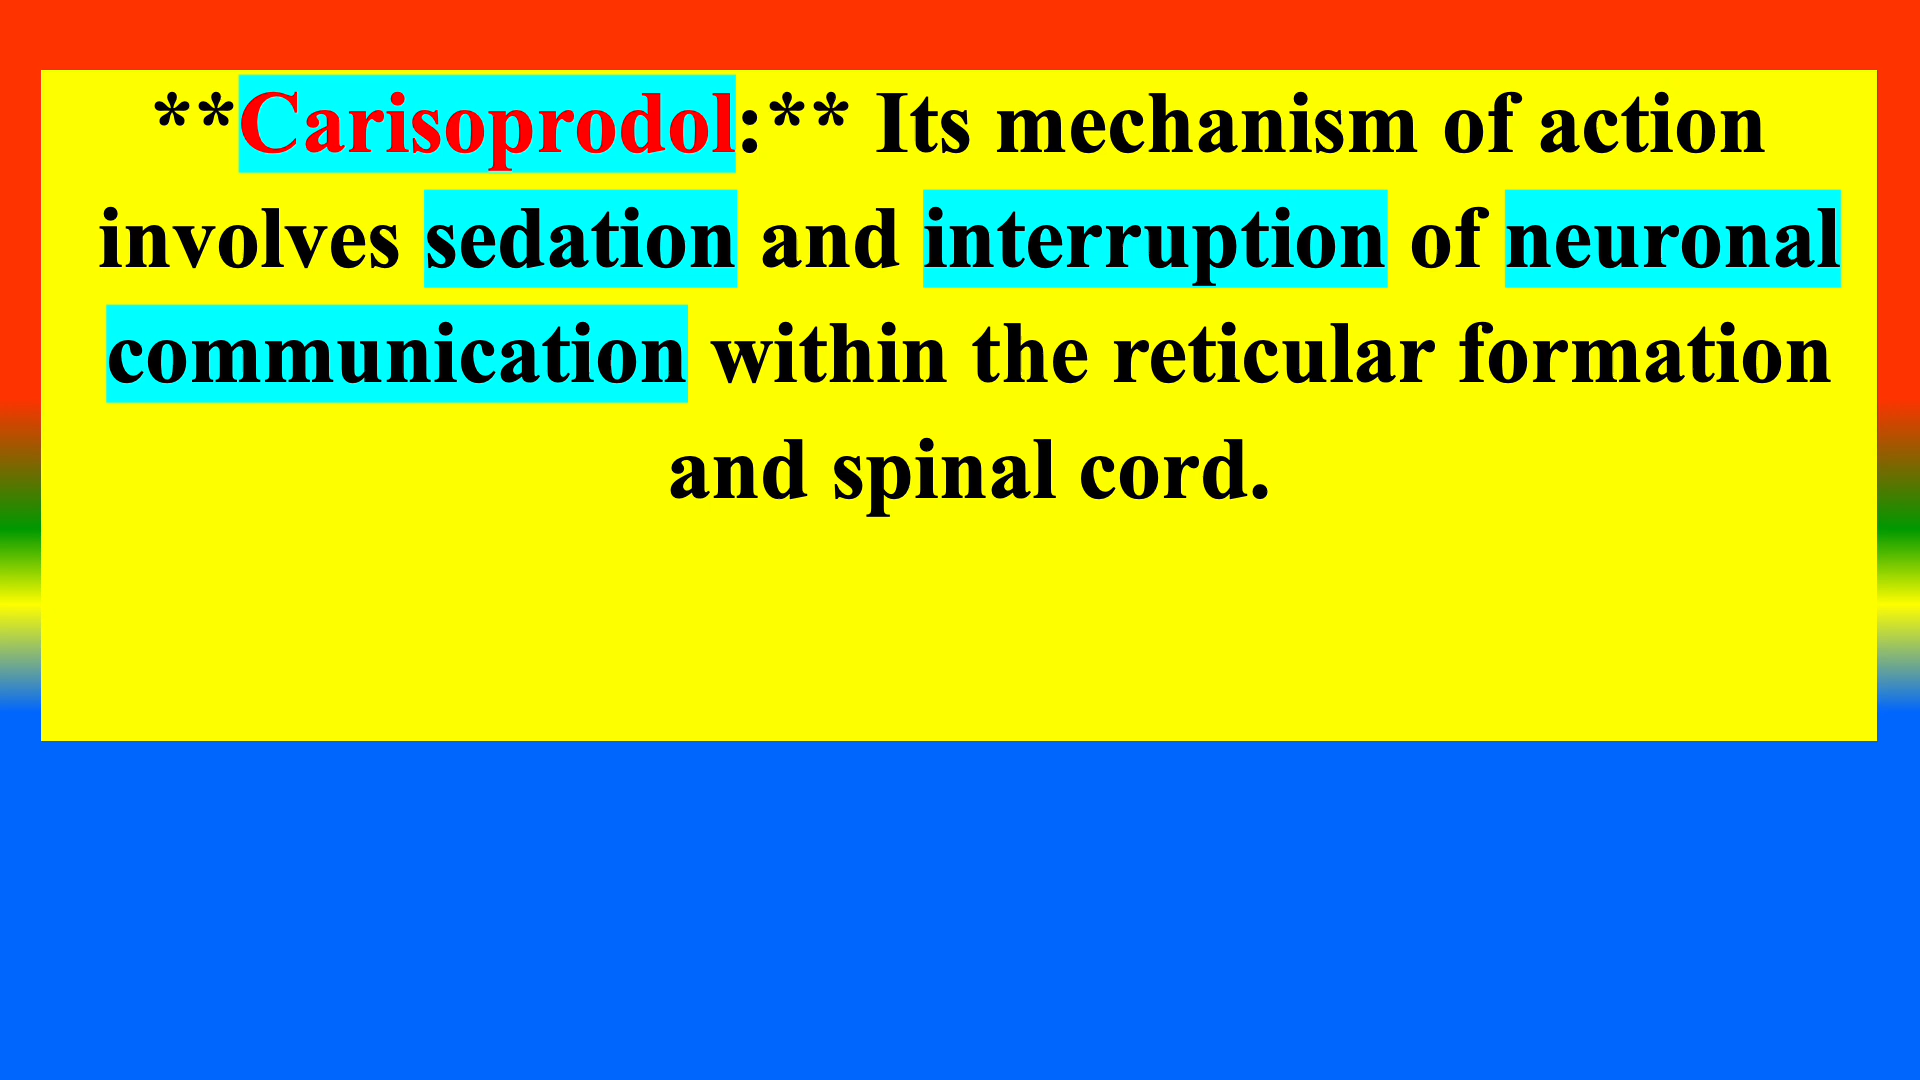 **Carisoprodol:** Its mechanism of action
involves sedation and interruption of neuronal
communication within the reticular formation
and spinal cord.